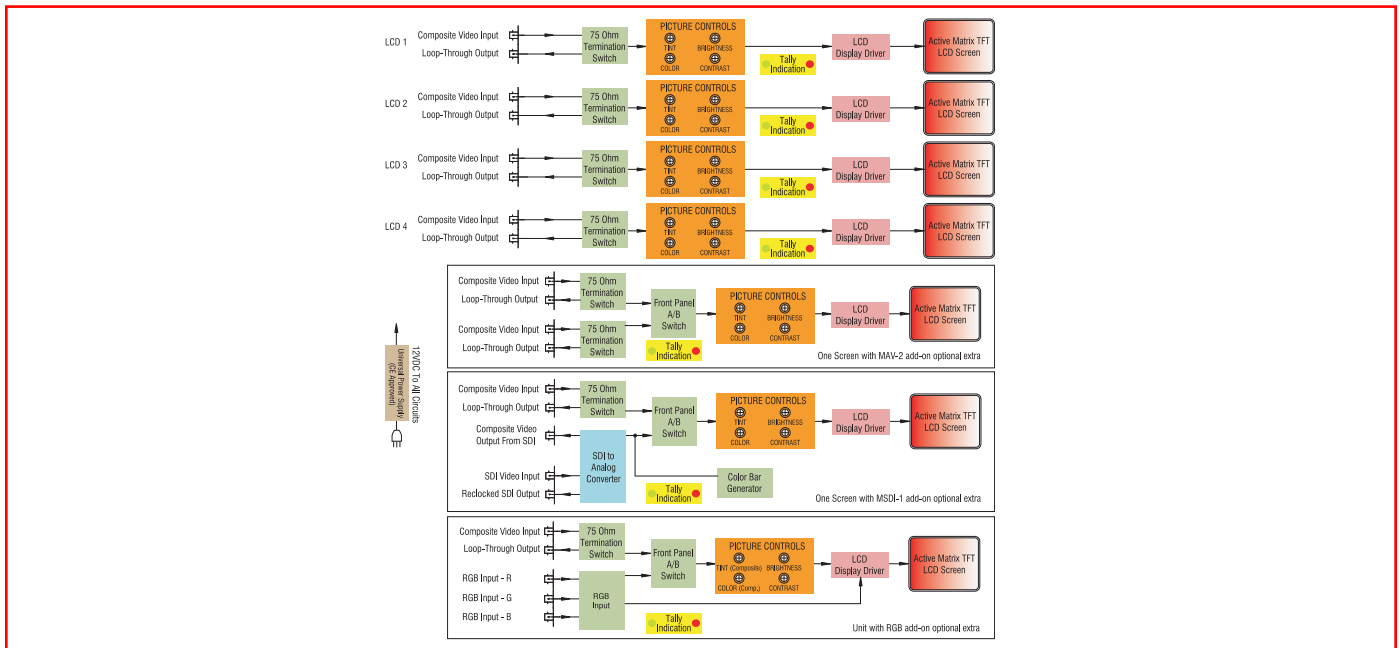 LCD 1
Composite Video Input
Loop-Through Output
75 Ohm
Termination
Switch
PICTURE CONTROLS
TINT
BRIGHTNESS
COLOR
CONTRAST
Tally
Indication
LCD
Display Driver
Active Matrix TFT
LCD Screen
LCD 2
Composite Video Input
Loop-Through Output
75 Ohm
Termination
Switch
PICTURE CONTROLS
TINT
BRIGHTNESS
COLOR
CONTRAST
Tally
Indication
LCD
Display Driver
Active Matrix TFT
LCD Screen
LCD 3
Composite Video Input
Loop-Through Output
75 Ohm
Termination
Switch
PICTURE CONTROLS
TINT
BRIGHTNESS
COLOR
CONTRAST
Tally
Indication
LCD
Display Driver
Active Matrix TFT
LCD Screen
LCD 4
Composite Video Input
Loop-Through Output
75 Ohm
Termination
Switch
PICTURE CONTROLS
TINT
BRIGHTNESS
COLOR
CONTRAST
Tally
Indication
LCD
Display Driver
Active Matrix TFT
LCD Screen
12VDC To All Circuits
Universal Power Supply
(CE Approved)
Composite Video Input
Loop-Through Output
75 Ohm
Termination
Switch
Composite Video Input
Loop-Through Output
75 Ohm
Termination
Switch
Front Panel
A/B
Switch
Tally
Indication
PICTURE CONTROLS
TINT
BRIGHTNESS
COLOR
CONTRAST
LCD
Display Driver
Active Matrix TFT
LCD Screen
One Screen with MAV-2 add-on optional extra
Composite Video Input
Loop-Through Output
75 Ohm
Termination
Switch
Composite Video
Output From SDI
SDI Video Input
Reclocked SDI Output
SDI to
Analog
Converter
Front Panel
A/B
Switch
Tally
Indication
PICTURE CONTROLS
TINT
BRIGHTNESS
COLOR
CONTRAST
Color Bar
Generator
LCD
Display Driver
Active Matrix TFT
LCD Screen
One Screen with MSDI-1 add-on optional extra
Composite Video Input
Loop-Through Output
75 Ohm
Termination
Switch
RGB Input - R
RGB Input - G
RGB Input - B
RGB
Input
Front Panel
A/B
Switch
Tally
Indication
PICTURE CONTROLS
TINT (Composite)
BRIGHTNESS
COLOR (Comp.)
CONTRAST
LCD
Display Driver
Active Matrix TFT
LCD Screen
Unit with RGB add-on optional extra